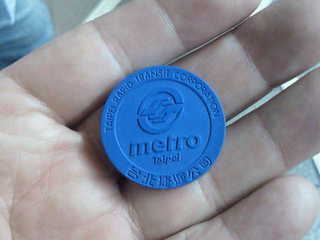 TAIPEI RAPID TRANSIT CORPORATION
metro
Taipei
台北捷運公司